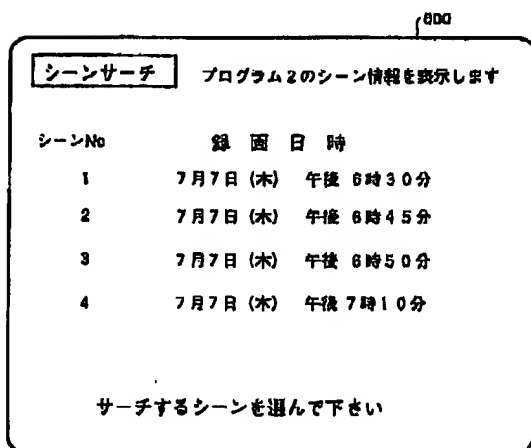 600
シーンサーチ プログラム2のシーン情報を表示します
シーンNo 録画日時
1 7月7日 (木) 午後 6時30分
2 7月7日 (木) 午後 6時45分
3 7月7日 (木) 午後 6時50分
4 7月7日 (木) 午後 7時10分
サーチするシーンを選んで下さい